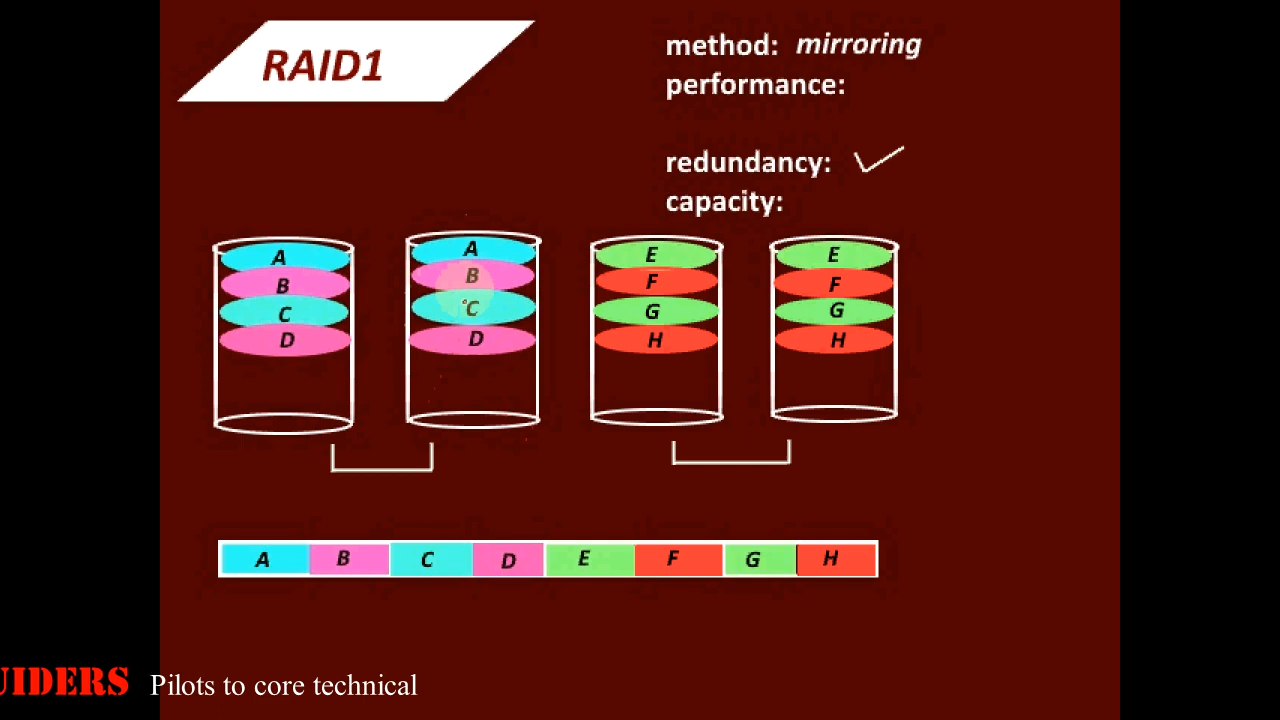 RAID1
method: mirroring
performance:
redundancy:
capacity:
A A E E
B B F F
C C G G
D D H H
A B C D E F G H
UIDERS Pilots to core technical